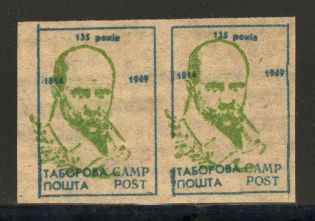 135 років
1814 1949
ТАБОРОВА CAMP
ПОШТА POST
135 років
1814 1949
ТАБОРОВА CAMP
ПОШТА POST